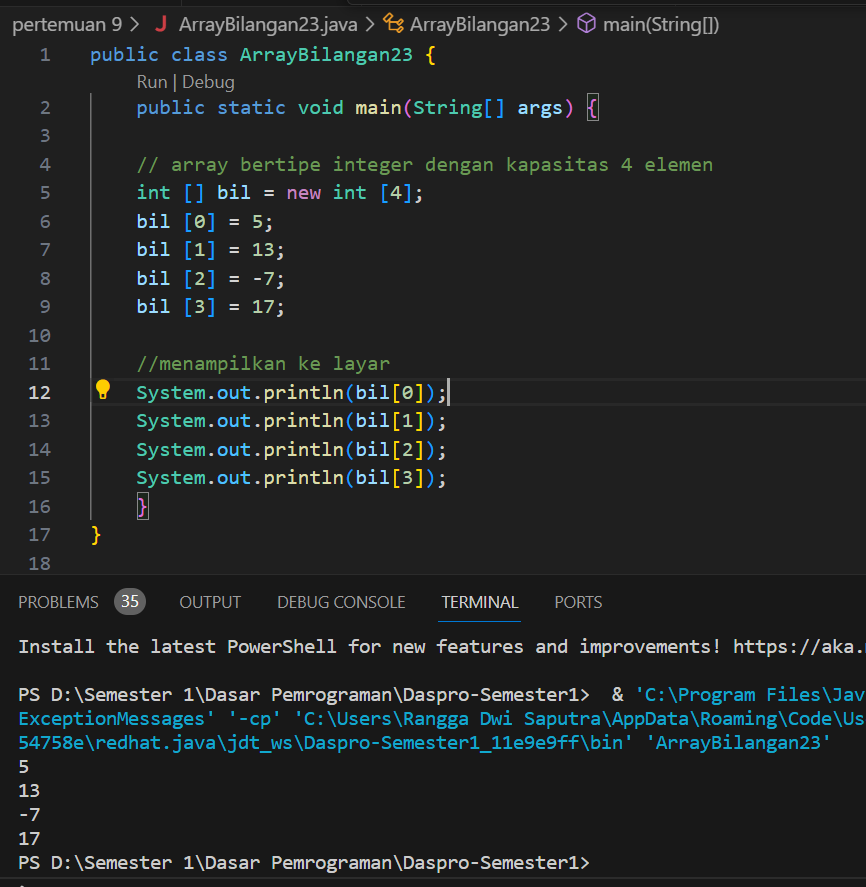 pertemuan 9 > J ArrayBilangan23.java > ArrayBilangan23 > main(String[])
1 public class ArrayBilangan23 {
Run | Debug
2 public static void main(String[] args) {
3
4 // array bertipe integer dengan kapasitas 4 elemen
5 int [] bil = new int [4];
6 bil [0] = 5;
7 bil [1] = 13;
8 bil [2] = -7;
9 bil [3] = 17;
10
11 //menampilkan ke layar
12 System.out.println(bil[0]);
13 System.out.println(bil[1]);
14 System.out.println(bil[2]);
15 System.out.println(bil[3]);
16 }
17 }
18
PROBLEMS 35 OUTPUT DEBUG CONSOLE TERMINAL PORTS
Install the latest PowerShell for new features and improvements! https://aka.
PS D:\Semester 1\Dasar Pemrograman\Daspro-Semester1>  & 'C:\Program Files\Jav
ExceptionMessages' '-cp' 'C:\Users\Rangga Dwi Saputra\AppData\Roaming\Code\Us
54758e\redhat.java\jdt_ws\Daspro-Semester1_11e9e9ff\bin' 'ArrayBilangan23'
5
13
-7
17
PS D:\Semester 1\Dasar Pemrograman\Daspro-Semester1>